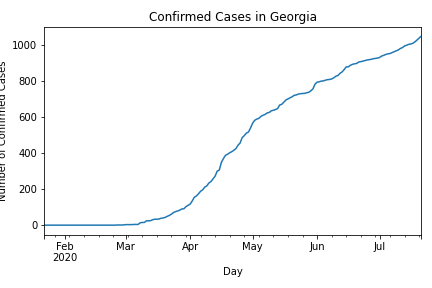 Confirmed Cases in Georgia
Number of Confirmed Cases
1000
800
600
400
200
0
Feb Mar Apr May Jun Jul
2020
Day